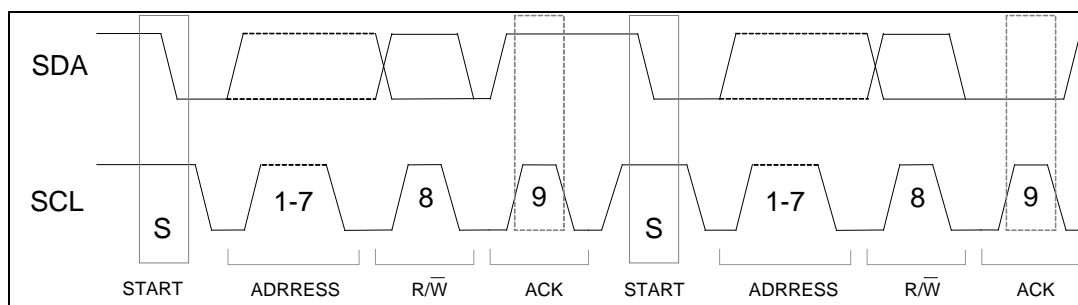 SDA
SCL
S 1-7 8 9 S 1-7 8 9
START ADRRESS R/W̅ ACK START ADRRESS R/W̅ ACK